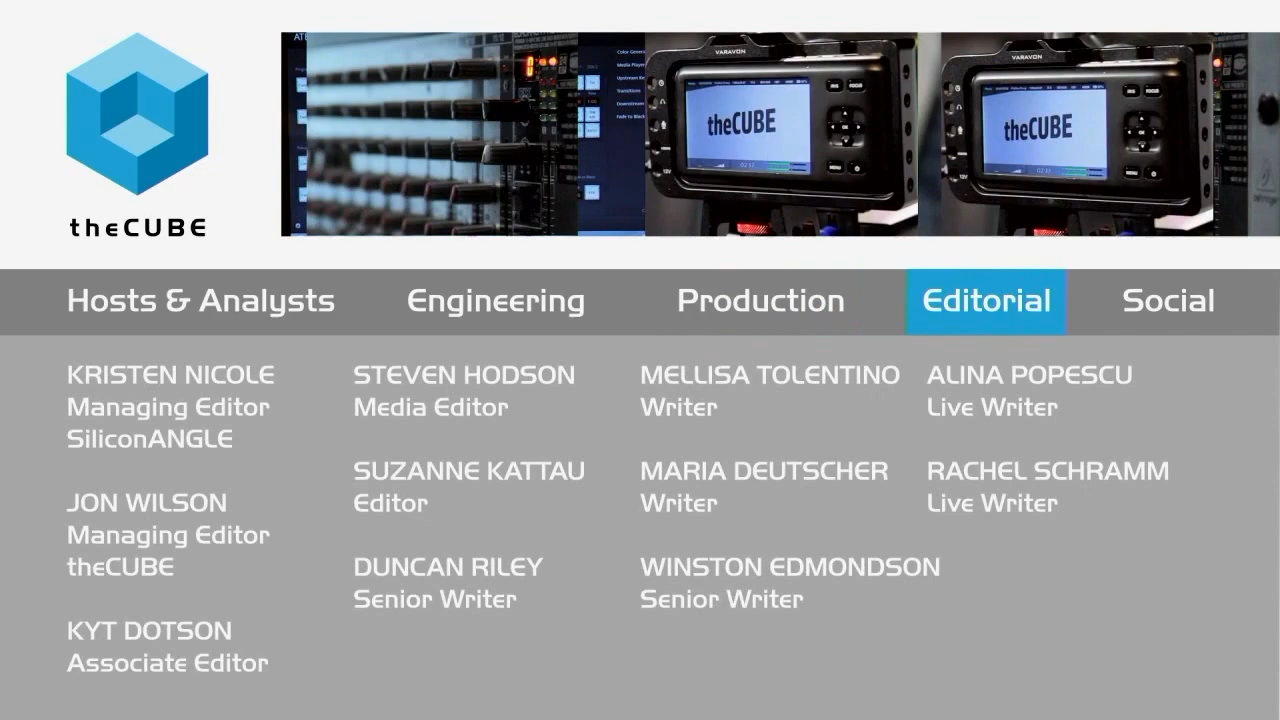 theCUBE
VARAVON
theCUBE
VARAVON
theCUBE
Hosts & Analysts
Engineering
Production
Editorial
Social
KRISTEN NICOLE
Managing Editor
SiliconANGLE
JON WILSON
Managing Editor
theCUBE
KYT DOTSON
Associate Editor
STEVEN HODSON
Media Editor
SUZANNE KATTAU
Editor
DUNCAN RILEY
Senior Writer
MELLISA TOLENTINO
Writer
MARIA DEUTSCHER
Writer
WINSTON EDMONDSON
Senior Writer
ALINA POPESCU
Live Writer
RACHEL SCHRAMM
Live Writer